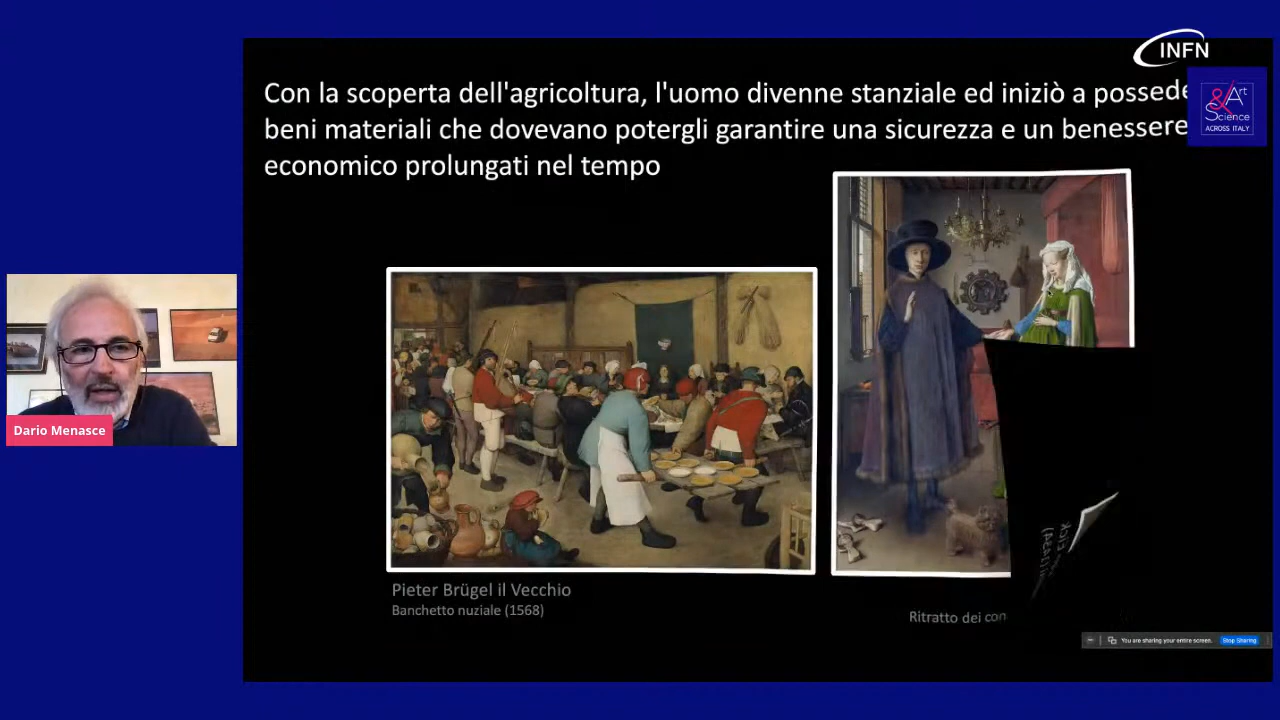 INFN
Art
&
Science
ACROSS ITALY
Con la scoperta dell'agricoltura, l'uomo divenne stanziale ed iniziò a possede
beni materiali che dovevano potergli garantire una sicurezza e un benessere
economico prolungati nel tempo
Dario Menasce
Pieter Brügel il Vecchio
Banchetto nuziale (1568)
Ritratto dei con
You are sharing your entire screen.
Stop Sharing